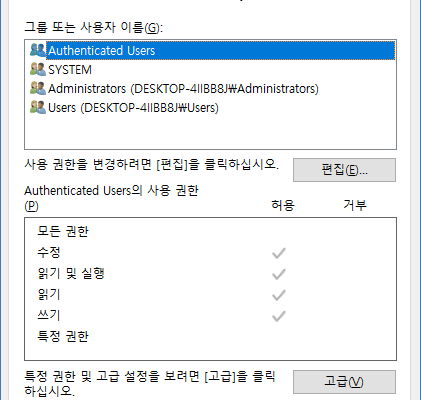 그룹 또는 사용자 이름(G):
Authenticated Users
SYSTEM
Administrators (DESKTOP-4IIBB8J₩Administrators)
Users (DESKTOP-4IIBB8J₩Users)
사용 권한을 변경하려면 [편집]을 클릭하십시오.
편집(E)...
Authenticated Users의 사용 권한
(P)
허용
거부
모든 권한
수정
읽기 및 실행
읽기
쓰기
특정 권한
특정 권한 및 고급 설정을 보려면 [고급]을 클릭
하십시오.
고급(V)